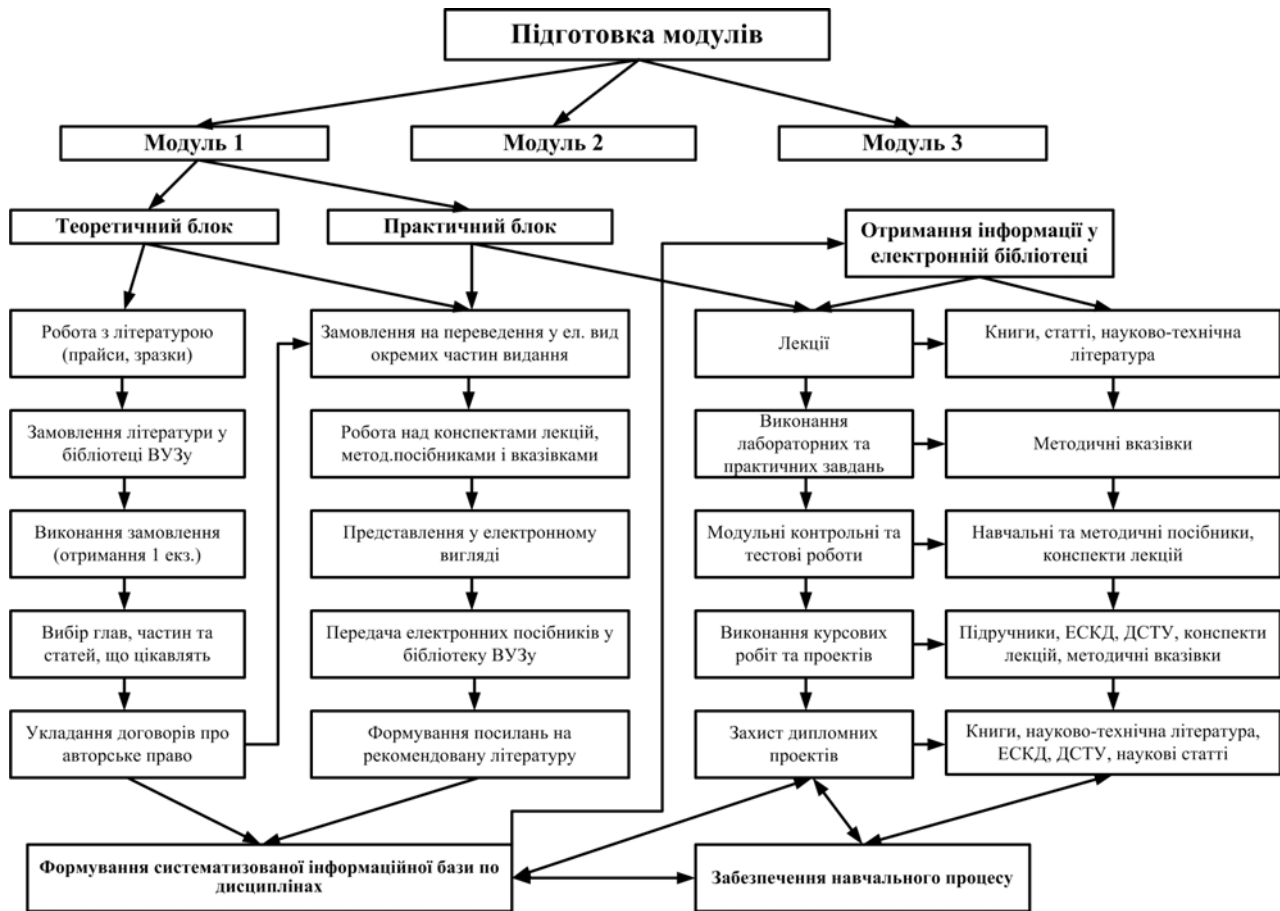 Підготовка модулів
Модуль 1
Модуль 2
Модуль 3
Теоретичний блок
Практичний блок
Отримання інформації у
електронній бібліотеці
Робота з літературою
(прайси, зразки)
Замовлення на переведення у ел. вид
окремих частин видання
Лекції
Книги, статті, науково-технічна
література
Замовлення літератури у
бібліотеці ВУЗу
Робота над конспектами лекцій,
метод.посібниками і вказівками
Виконання
лабораторних та
практичних завдань
Методичні вказівки
Виконання замовлення
(отримання 1 екз.)
Представлення у електронному
вигляді
Модульні контрольні та
тестові роботи
Навчальні та методичні посібники,
конспекти лекцій
Вибір глав, частин та
статей, що цікавлять
Передача електронних посібників у
бібліотеку ВУЗу
Виконання курсових
робіт та проектів
Підручники, ЕСКД, ДСТУ, конспекти
лекцій, методичні вказівки
Укладання договорів про
авторське право
Формування посилань на
рекомендовану літературу
Захист дипломних
проектів
Книги, науково-технічна література,
ЕСКД, ДСТУ, наукові статті
Формування систематизованої інформаційної бази по
дисциплінах
Забезпечення навчального процесу